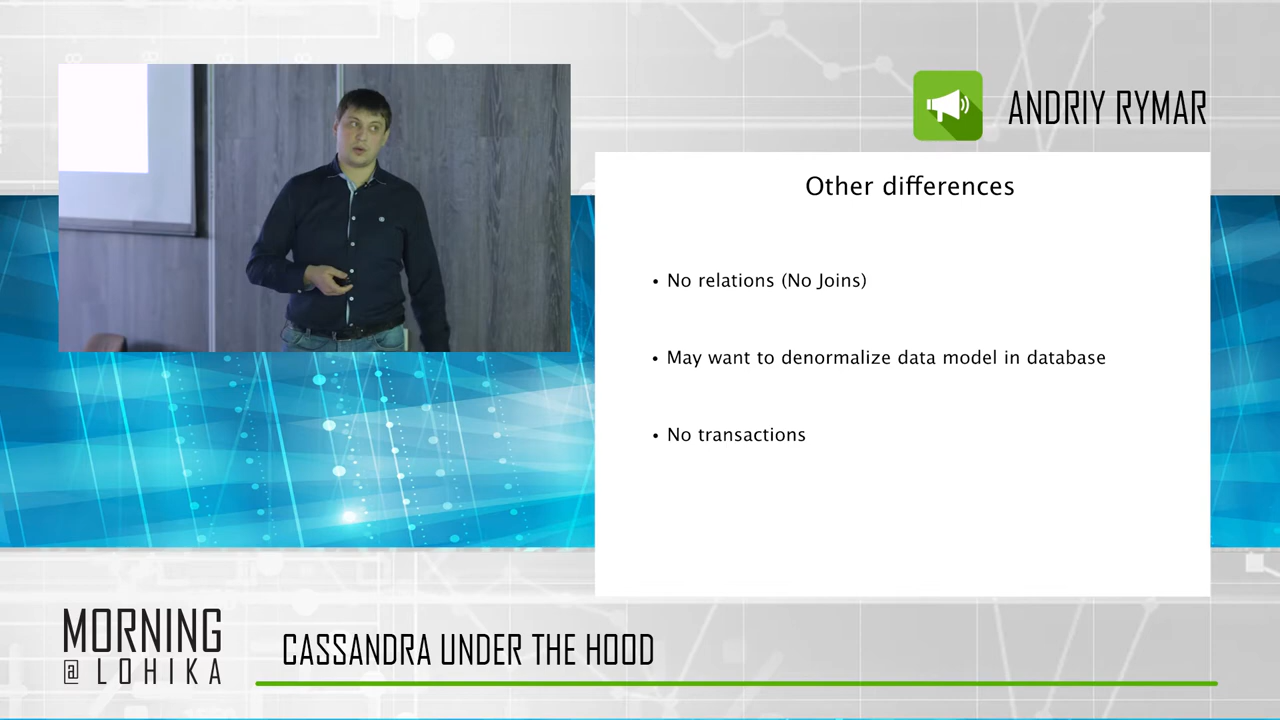 ANDRIY RYMAR
Other differences
• No relations (No Joins)
• May want to denormalize data model in database
• No transactions
MORNING
@ LOHIKA
CASSANDRA UNDER THE HOOD